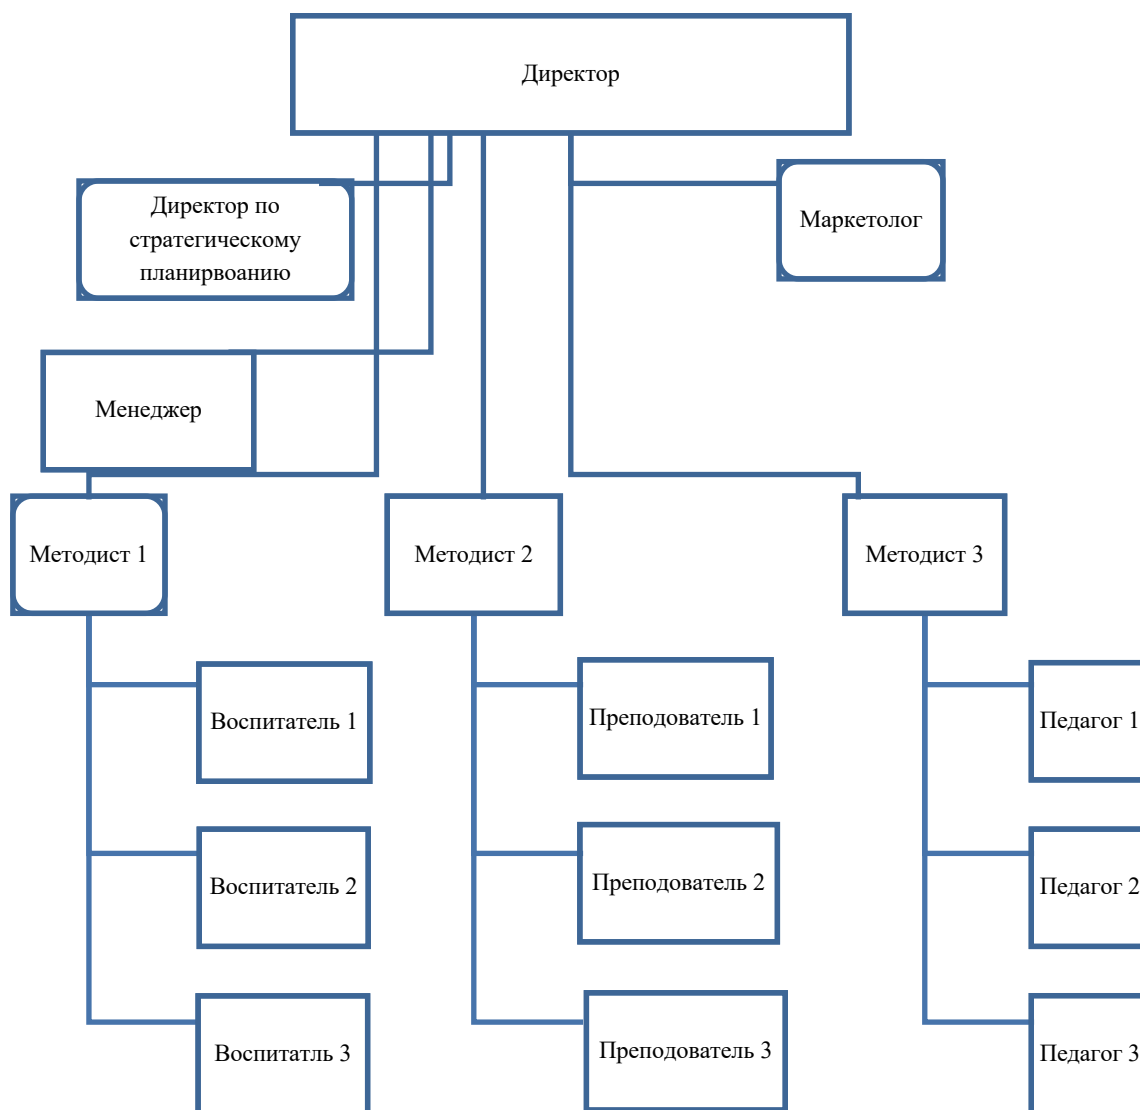 Директор
Директор по
стратегическому
планирвоанию
Маркетолог
Менеджер
Методист 1
Методист 2
Методист 3
Воспитатель 1
Преподователь 1
Педагог 1
Воспитатель 2
Преподователь 2
Педагог 2
Воспитатль 3
Преподователь 3
Педагог 3